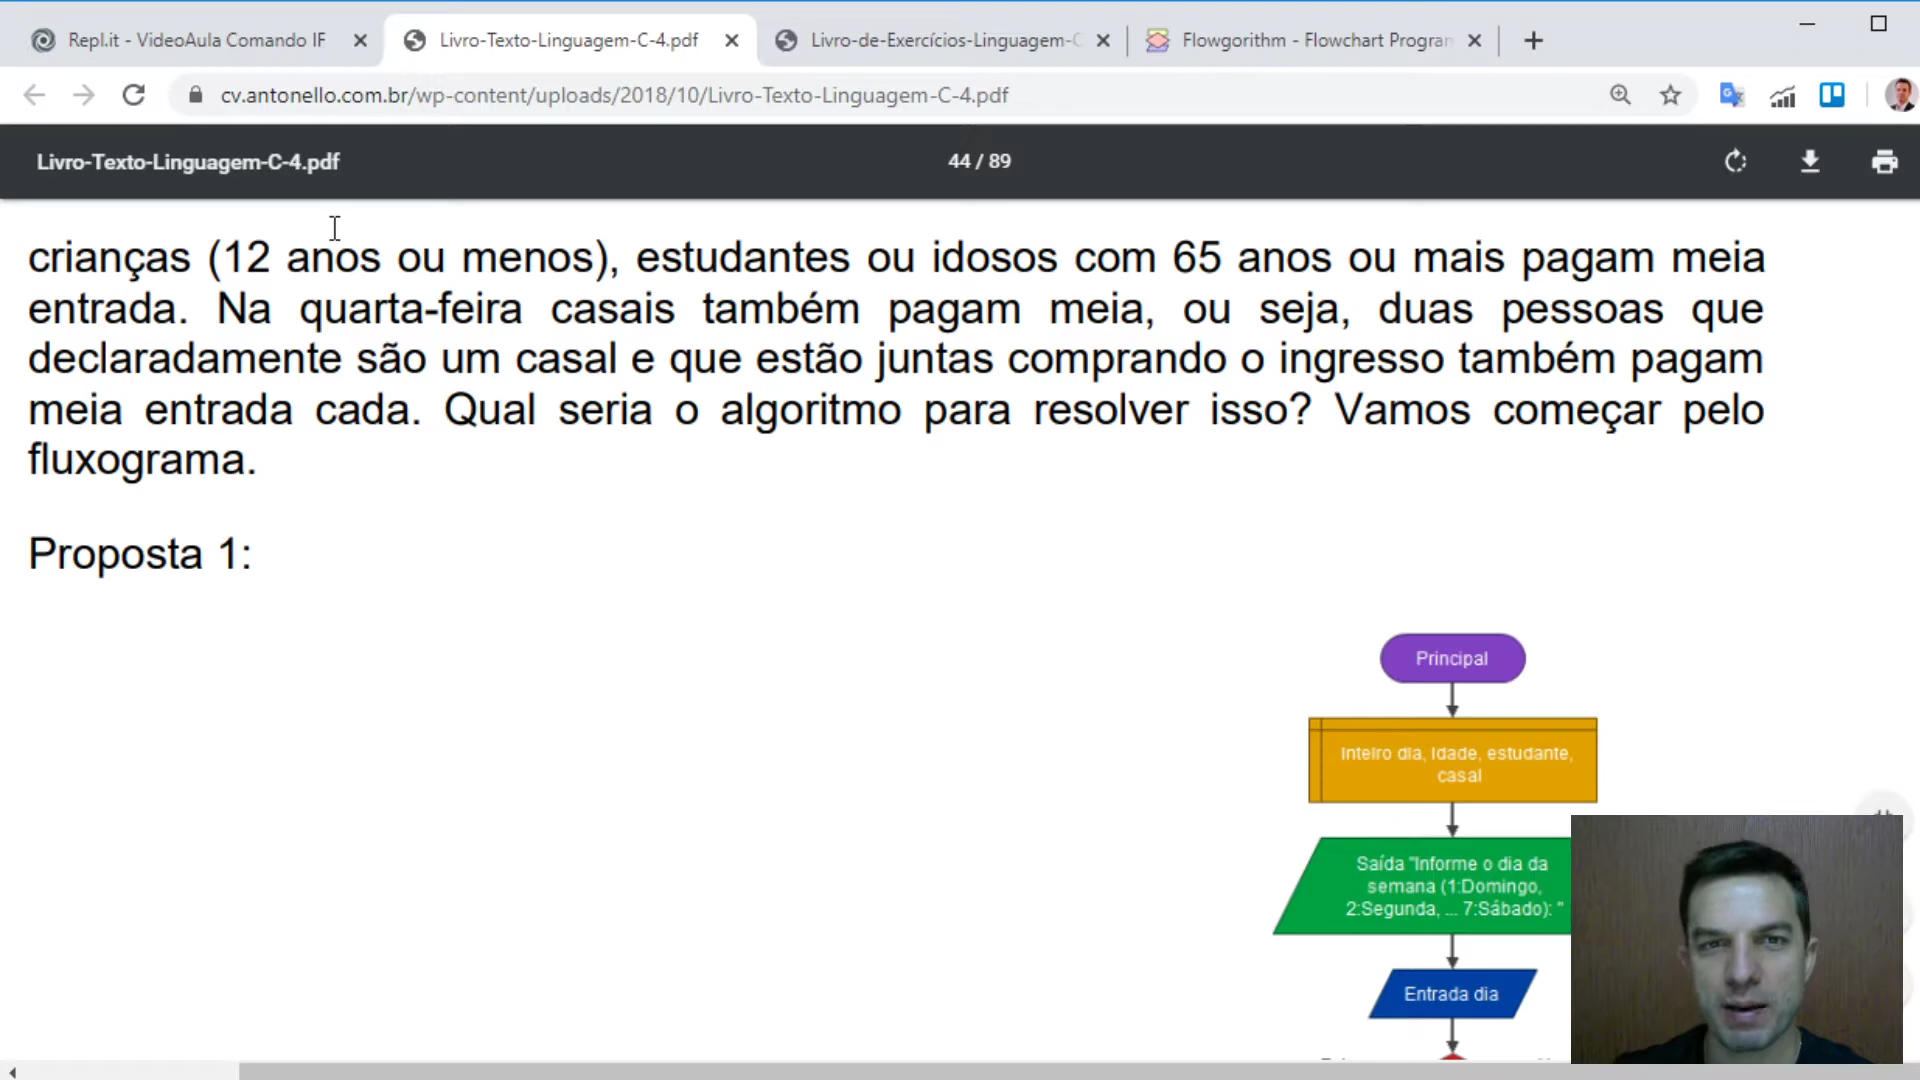 Repl.it - VideoAula Comando IF
Livro-Texto-Linguagem-C-4.pdf
Livro-de-Exercícios-Linguagem-C
Flowgorithm - Flowchart Program
cv.antonello.com.br/wp-content/uploads/2018/10/Livro-Texto-Linguagem-C-4.pdf
Livro-Texto-Linguagem-C-4.pdf
44 / 89
crianças (12 anos ou menos), estudantes ou idosos com 65 anos ou mais pagam meia
entrada. Na quarta-feira casais também pagam meia, ou seja, duas pessoas que
declaradamente são um casal e que estão juntas comprando o ingresso também pagam
meia entrada cada. Qual seria o algoritmo para resolver isso? Vamos começar pelo
fluxograma.
Proposta 1:
Principal
Inteiro dia, idade, estudante,
casal
Saída "Informe o dia da
semana (1:Domingo,
2:Segunda, ... 7:Sábado): "
Entrada dia